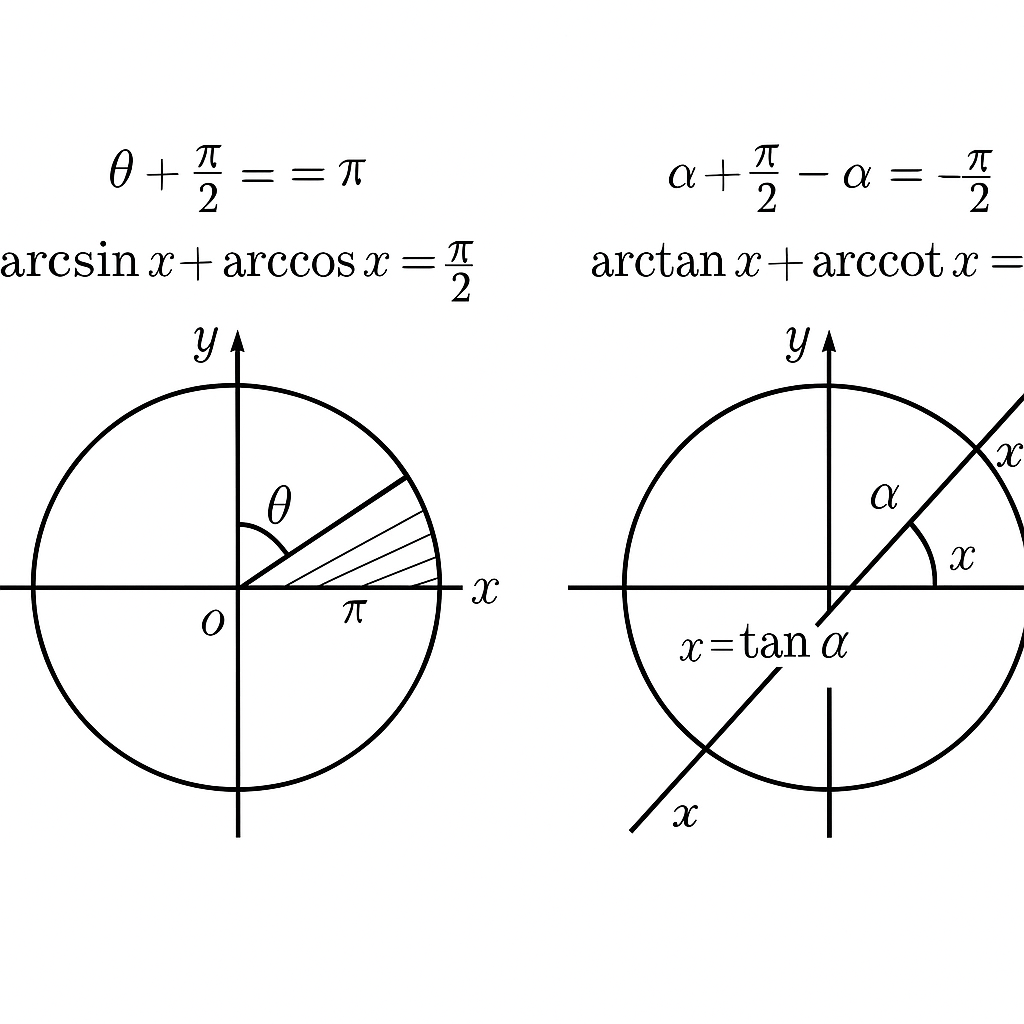 θ + π/2 = = π
arcsin x + arccos x = π/2
y
θ
x
o
π
α + π/2 − α = −π/2
arctan x + arccot x =
y
x
α
x
x = tan α
x